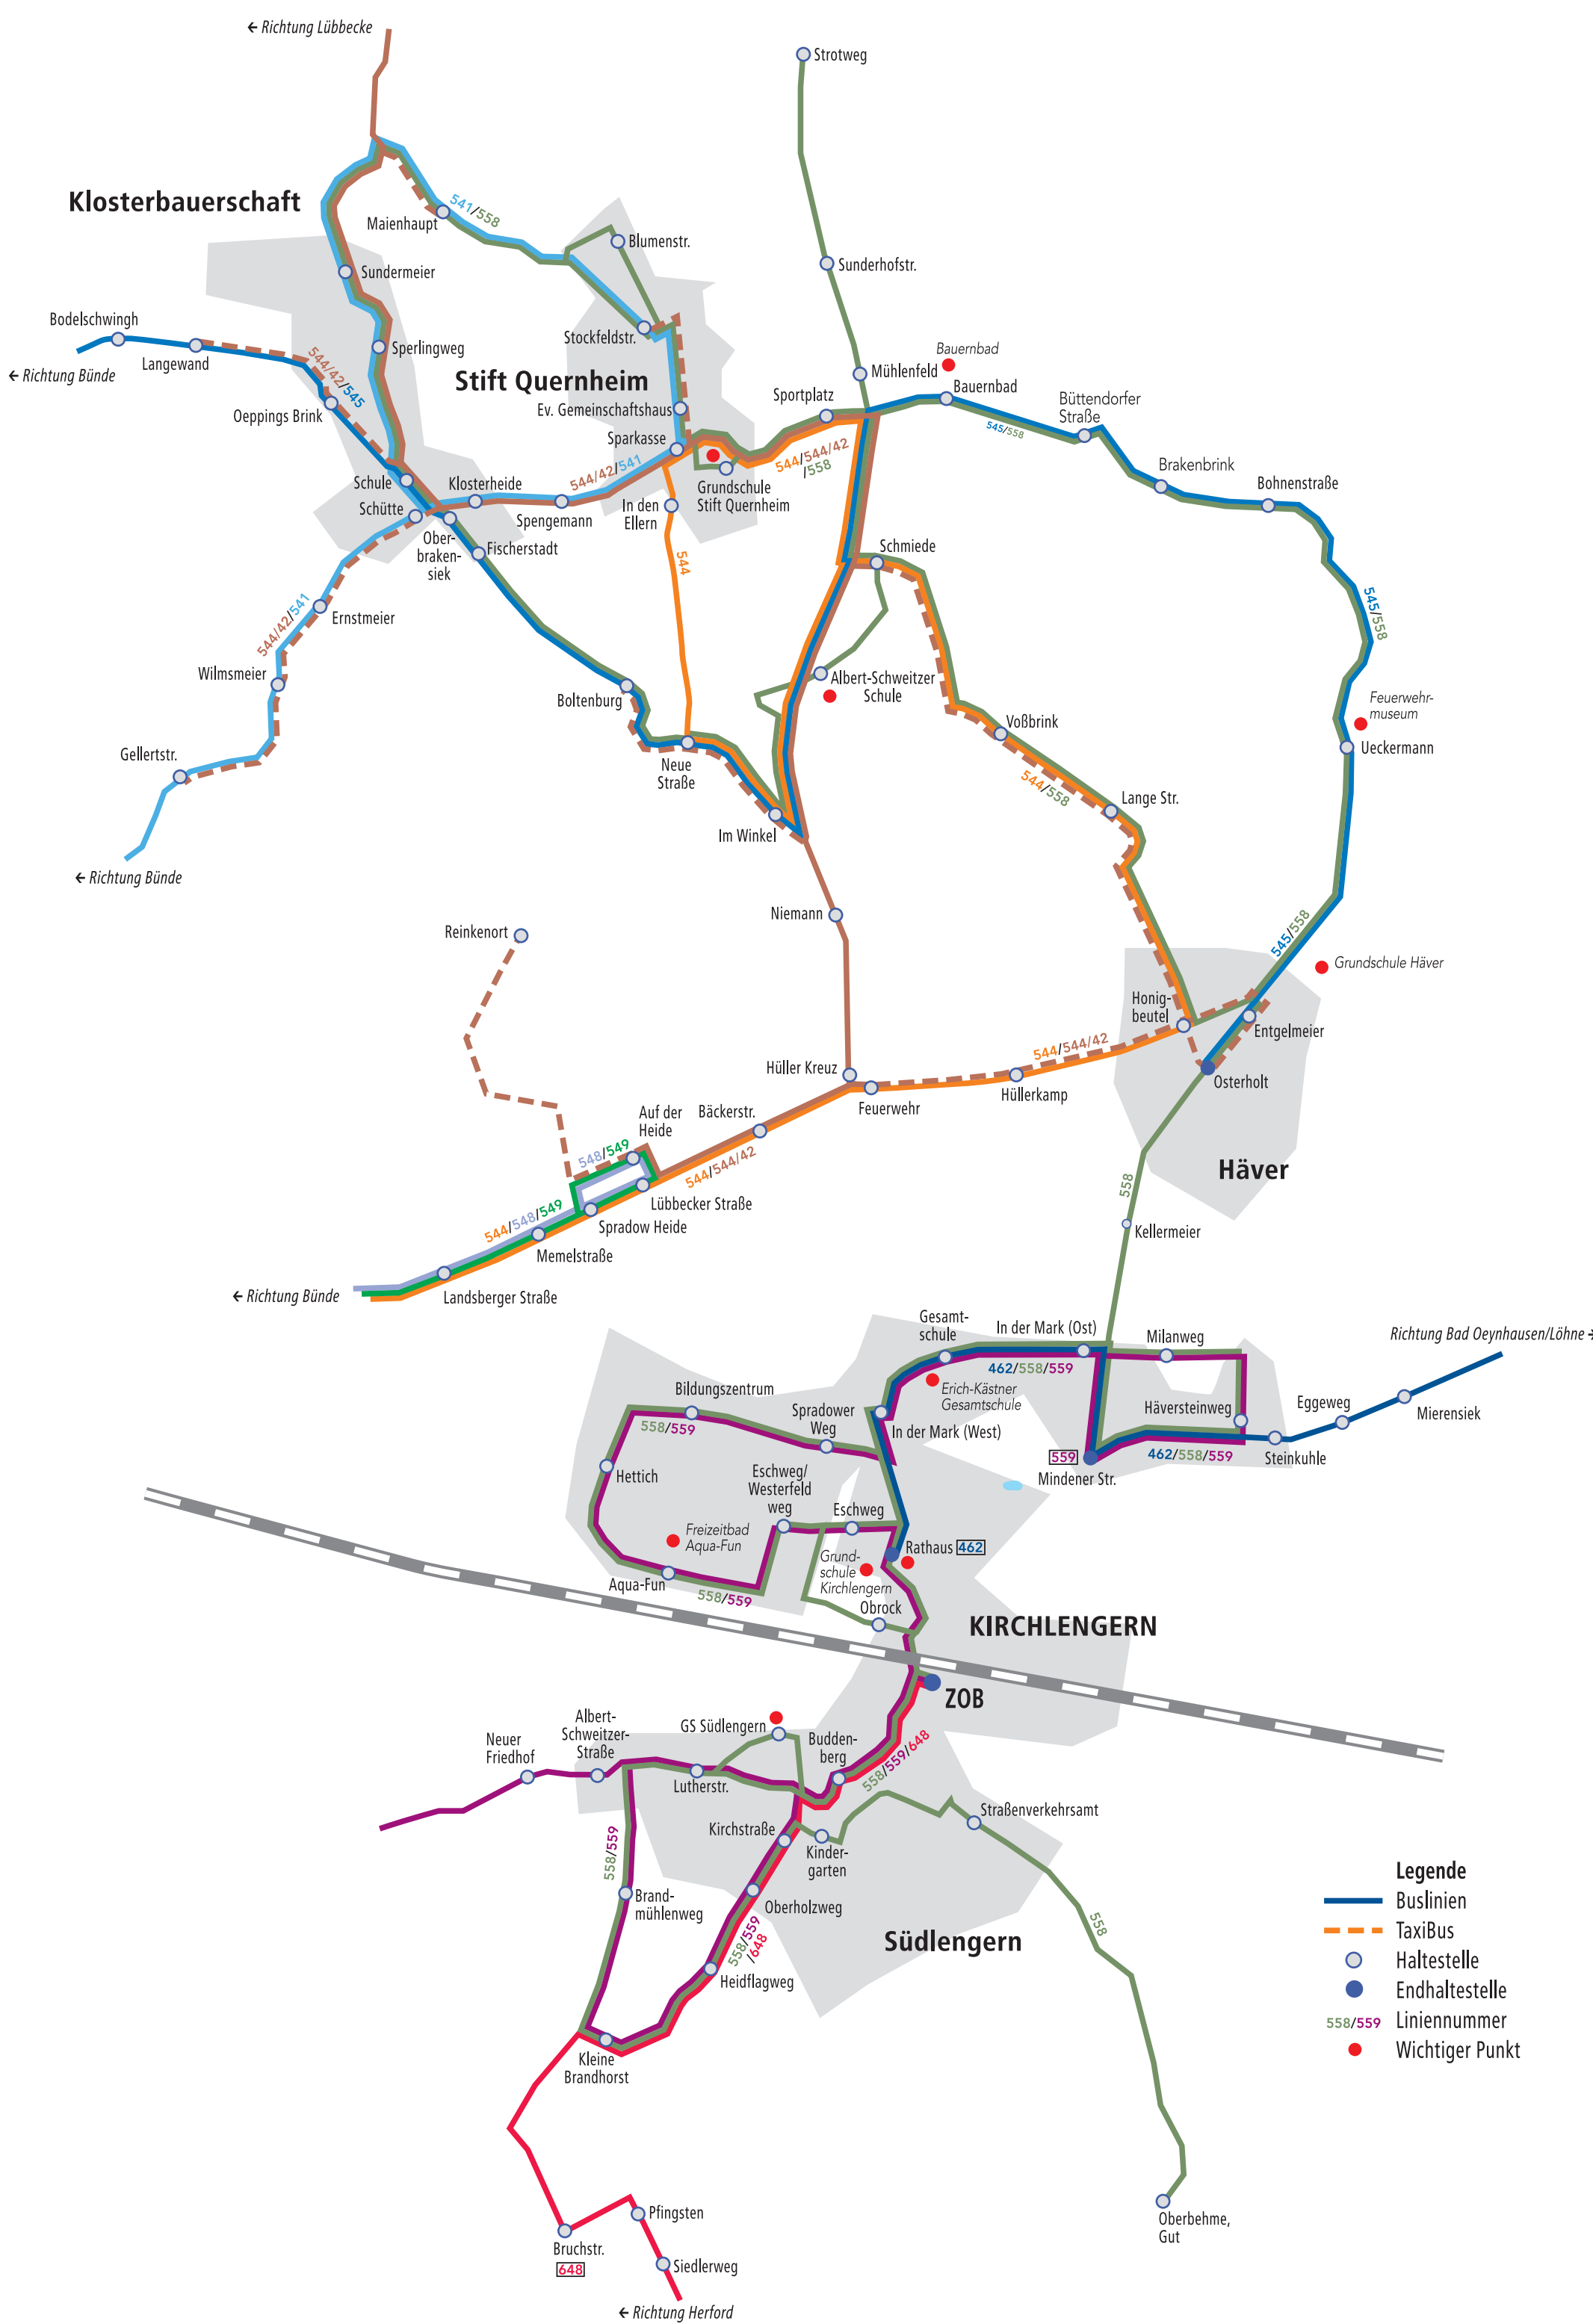 ← Richtung Lübbecke
Strotweg
Klosterbauerschaft
Maienhaupt
541/558
Blumenstr.
Sunderhofstr.
Sundermeier
Bodelschwingh
Stockfeldstr.
Sperlingweg
Langewand
← Richtung Bünde
544/42/545
Stift Quernheim
Bauernbad
Mühlenfeld
Bauernbad
Oeppings Brink
Ev. Gemeinschaftshaus
Sportplatz
Büttendorfer
Straße
545/558
Sparkasse
544/544/42
/558
Brakenbrink
Schule
Klosterheide
544/42/541
Grundschule
Stift Quernheim
Bohnenstraße
Schütte
Spengemann
In den
Ellern
Ober-
braken-
siek
Fischerstadt
544
Schmiede
545/558
Ernstmeier
544/42/541
Wilmsmeier
Boltenburg
Albert-Schweitzer
Schule
Feuerwehr-
museum
Voßbrink
Ueckermann
Gellertstr.
Neue
Straße
544/558
Lange Str.
Im Winkel
← Richtung Bünde
Niemann
Reinkenort
545/558
Grundschule Häver
Honig-
beutel
Entgelmeier
544/544/42
Hüller Kreuz
Osterholt
Feuerwehr
Hüllerkamp
Auf der
Heide
Bäckerstr.
548/549
544/544/42
Häver
558
Lübbecker Straße
544/548/549
Spradow Heide
Kellermeier
Memelstraße
← Richtung Bünde
Landsberger Straße
Gesamt-
schule
In der Mark (Ost)
Milanweg
Richtung Bad Oeynhausen/Löhne →
462/558/559
Erich-Kästner
Gesamtschule
Bildungszentrum
558/559
Spradower
Weg
In der Mark (West)
Häversteinweg
Eggeweg
Mierensiek
559
Mindener Str.
462/558/559
Steinkuhle
Hettich
Eschweg/
Westerfeld
weg
Eschweg
Freizeitbad
Aqua-Fun
Rathaus 462
Grund-
schule
Kirchlengern
Aqua-Fun
558/559
Obrock
KIRCHLENGERN
ZOB
Albert-
Schweitzer-
Straße
GS Südlengern
Neuer
Friedhof
Budden-
berg
558/559/648
Lutherstr.
Straßenverkehrsamt
Kirchstraße
Kinder-
garten
558/559
Brand-
mühlenweg
Oberholzweg
558/559
/648
Südlengern
558
Heidflagweg
Kleine
Brandhorst
Legende
Buslinien
TaxiBus
Haltestelle
Endhaltestelle
558/559 Liniennummer
Wichtiger Punkt
Pfingsten
Oberbehme,
Gut
Bruchstr.
648
Siedlerweg
← Richtung Herford